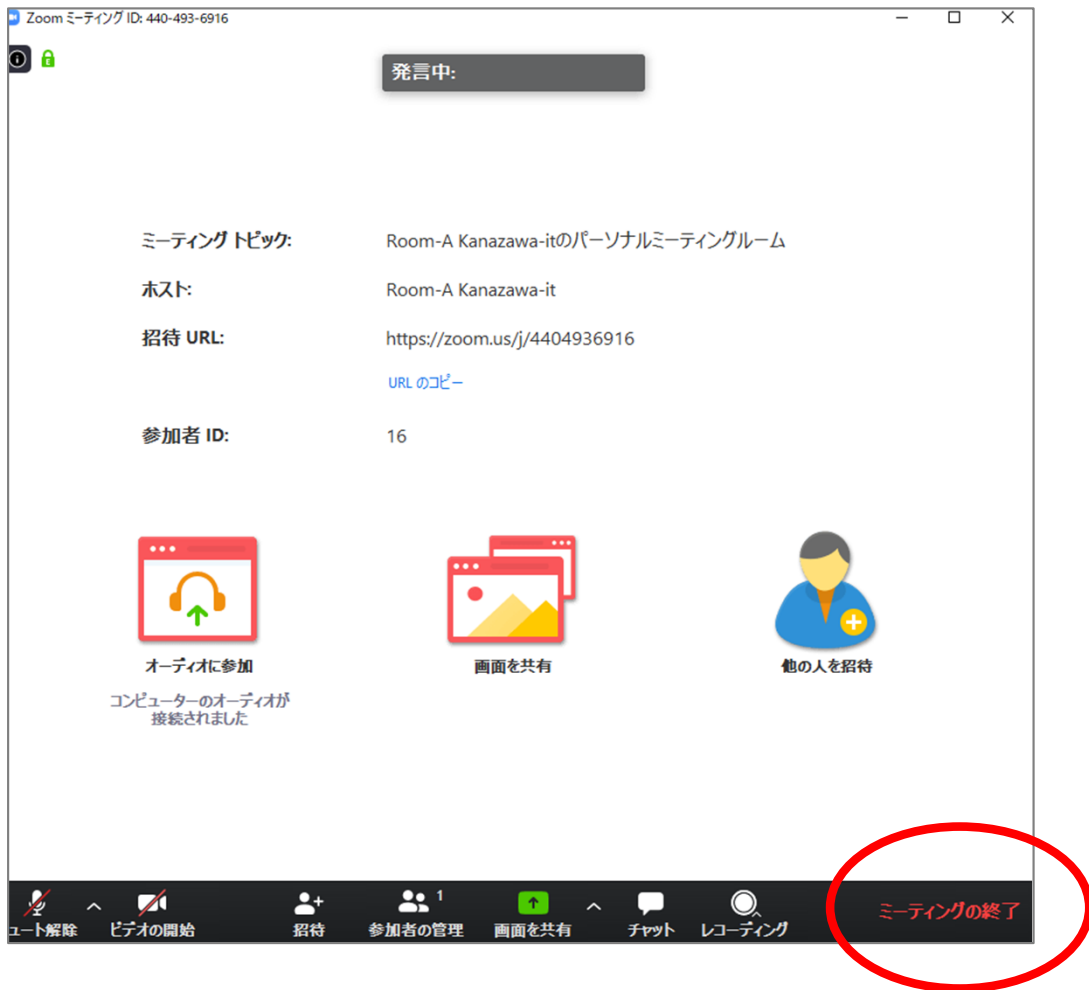 Zoom ミーティング ID: 440-493-6916
発言中:
ミーティング トピック: Room-A Kanazawa-itのパーソナルミーティングルーム
ホスト: Room-A Kanazawa-it
招待 URL: https://zoom.us/j/4404936916
URL のコピー
参加者 ID: 16
オーディオに参加 画面を共有 他の人を招待
コンピューターのオーディオが
接続されました
1
ュート解除 ビデオの開始 招待 参加者の管理 画面を共有 チャット レコーディング ミーティングの終了